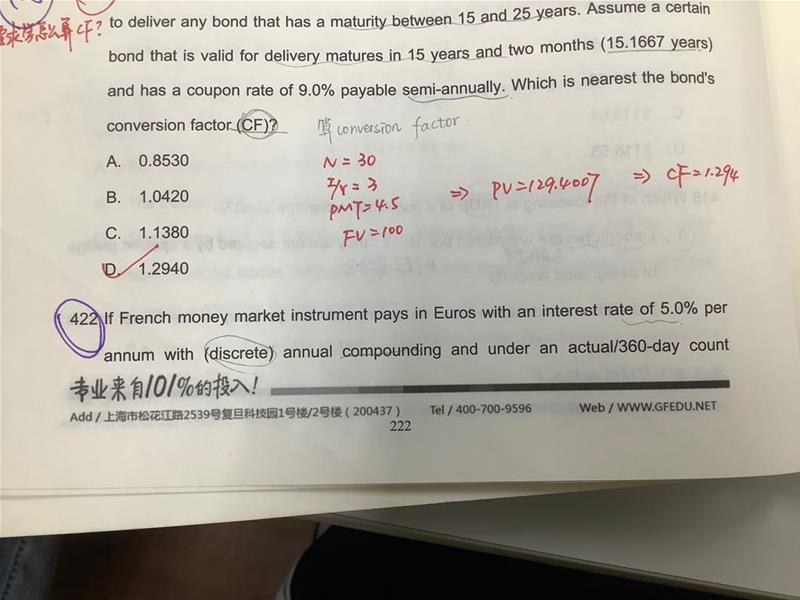 to deliver any bond that has a maturity between 15 and 25 years. Assume a certain
bond that is valid for delivery matures in 15 years and two months (15.1667 years)
and has a coupon rate of 9.0% payable semi-annually. Which is nearest the bond's
conversion factor (CF)?
算 conversion factor
A. 0.8530
N = 30
B. 1.0420
I/Y = 3
PMT = 4.5
⇒ PV = 129.4007 ⇒ CF = 1.294
C. 1.1380
FV = 100
D. 1.2940
422 If French money market instrument pays in Euros with an interest rate of 5.0% per
annum with (discrete) annual compounding and under an actual/360-day count
专业来自101%的投入!
Add / 上海市松花江路2539号复旦科技园1号楼/2号楼 ( 200437 ) Tel / 400-700-9596 Web / WWW.GFEDU.NET
222